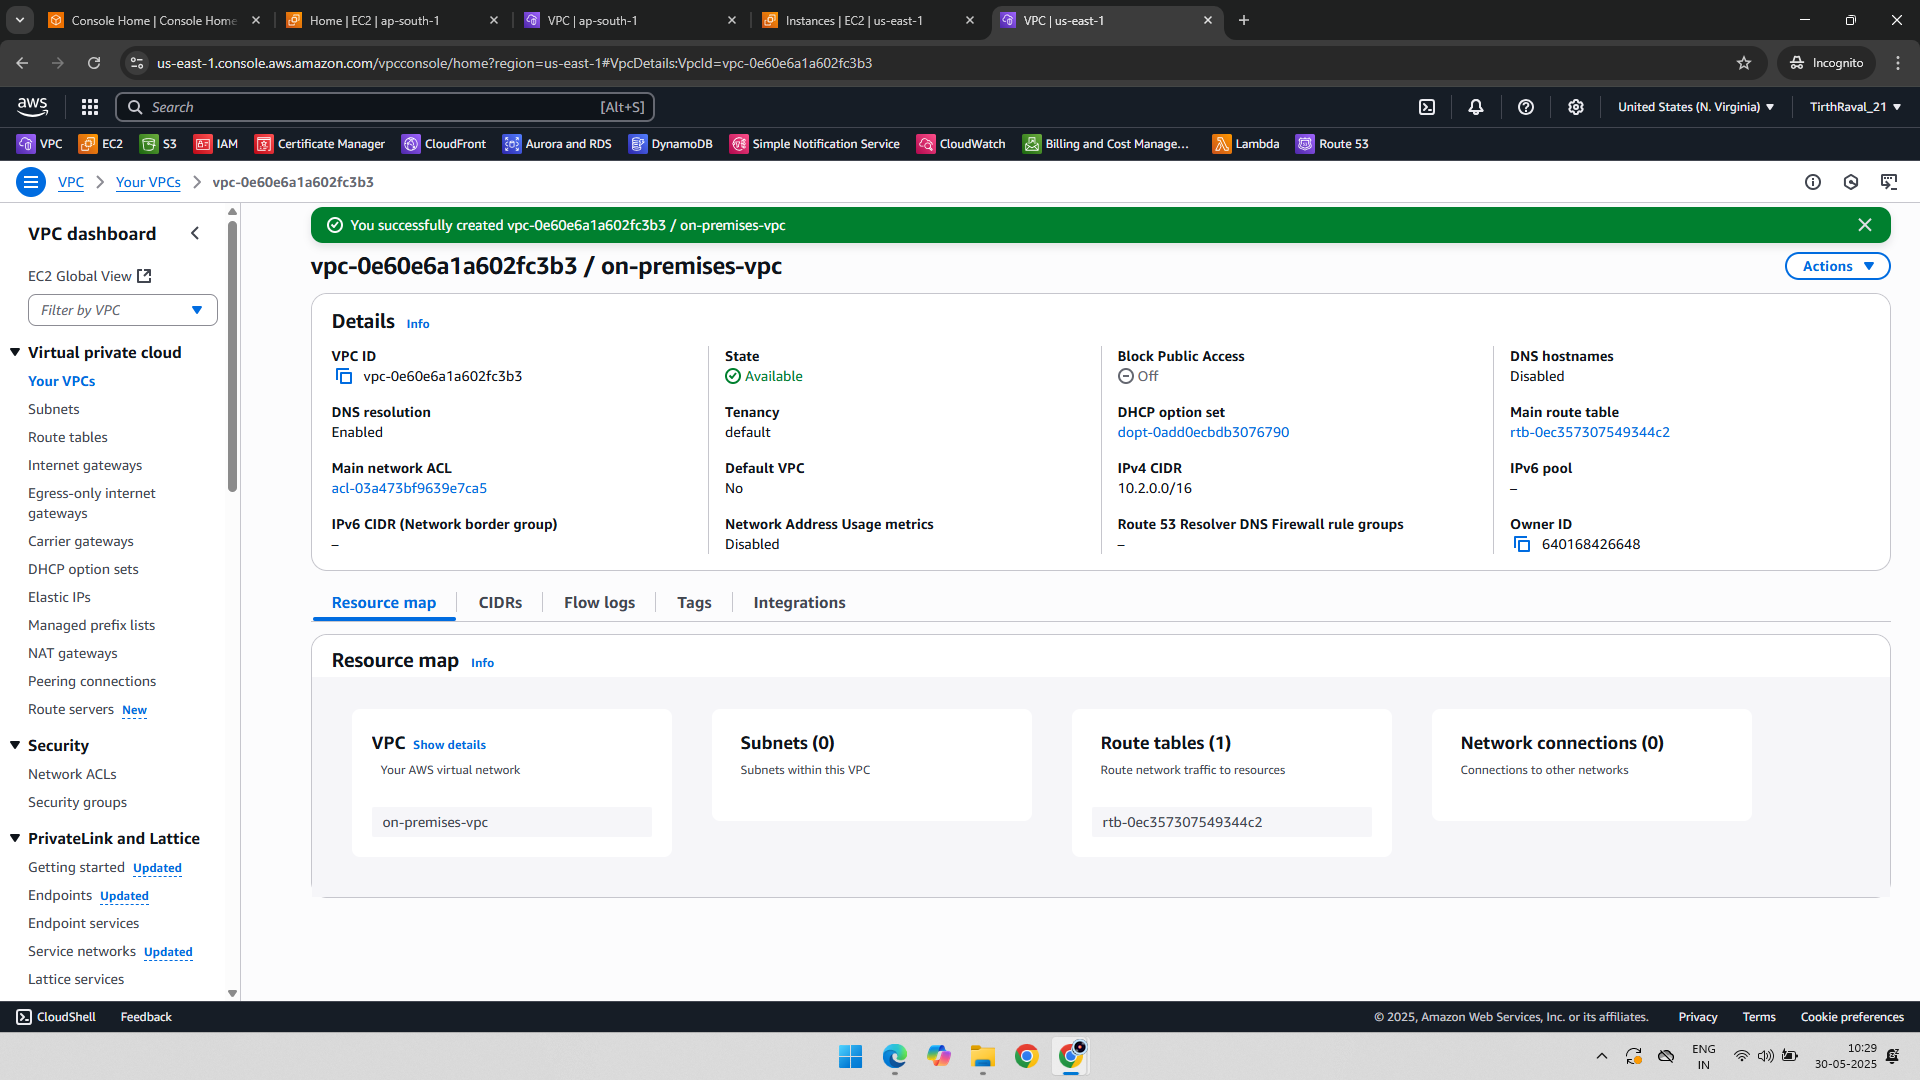 Console Home | Console Home
Home | EC2 | ap-south-1
VPC | ap-south-1
Instances | EC2 | us-east-1
VPC | us-east-1
us-east-1.console.aws.amazon.com/vpcconsole/home?region=us-east-1#VpcDetails:VpcId=vpc-0e60e6a1a602fc3b3
Incognito
aws
Search
[Alt+S]
United States (N. Virginia)
TirthRaval_21
VPC
EC2
S3
IAM
Certificate Manager
CloudFront
Aurora and RDS
DynamoDB
Simple Notification Service
CloudWatch
Billing and Cost Manage...
Lambda
Route 53
VPC
Your VPCs
vpc-0e60e6a1a602fc3b3
VPC dashboard
EC2 Global View
Filter by VPC
Virtual private cloud
Your VPCs
Subnets
Route tables
Internet gateways
Egress-only internet
gateways
Carrier gateways
DHCP option sets
Elastic IPs
Managed prefix lists
NAT gateways
Peering connections
Route servers New
Security
Network ACLs
Security groups
PrivateLink and Lattice
Getting started Updated
Endpoints Updated
Endpoint services
Service networks Updated
Lattice services
You successfully created vpc-0e60e6a1a602fc3b3 / on-premises-vpc
vpc-0e60e6a1a602fc3b3 / on-premises-vpc
Actions
Details Info
VPC ID
vpc-0e60e6a1a602fc3b3
State
Available
Block Public Access
Off
DNS hostnames
Disabled
DNS resolution
Enabled
Tenancy
default
DHCP option set
dopt-0add0ecbdb3076790
Main route table
rtb-0ec357307549344c2
Main network ACL
acl-03a473bf9639e7ca5
Default VPC
No
IPv4 CIDR
10.2.0.0/16
IPv6 pool
–
IPv6 CIDR (Network border group)
–
Network Address Usage metrics
Disabled
Route 53 Resolver DNS Firewall rule groups
–
Owner ID
640168426648
Resource map
CIDRs
Flow logs
Tags
Integrations
Resource map Info
VPC Show details
Your AWS virtual network
on-premises-vpc
Subnets (0)
Subnets within this VPC
Route tables (1)
Route network traffic to resources
rtb-0ec357307549344c2
Network connections (0)
Connections to other networks
CloudShell
Feedback
© 2025, Amazon Web Services, Inc. or its affiliates.
Privacy
Terms
Cookie preferences
ENG
IN
10:29
30-05-2025